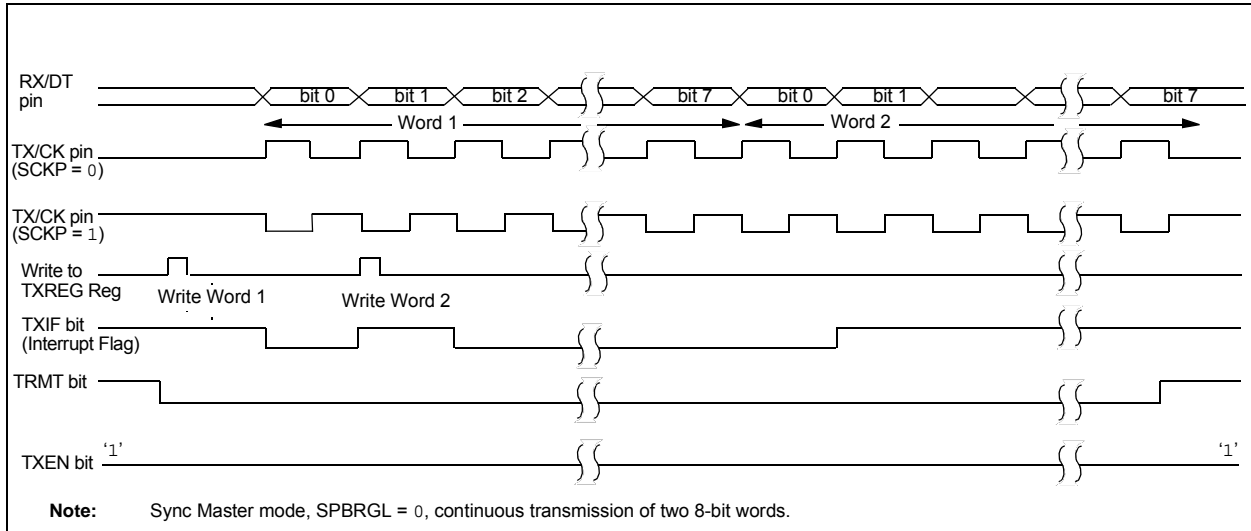 RX/DT
pin
bit 0 bit 1 bit 2 bit 7 bit 0 bit 1 bit 7
Word 1 Word 2
TX/CK pin
(SCKP = 0)
TX/CK pin
(SCKP = 1)
Write to
TXREG Reg
Write Word 1 Write Word 2
TXIF bit
(Interrupt Flag)
TRMT bit
‘1’ ‘1’
TXEN bit
Note: Sync Master mode, SPBRGL = 0, continuous transmission of two 8-bit words.